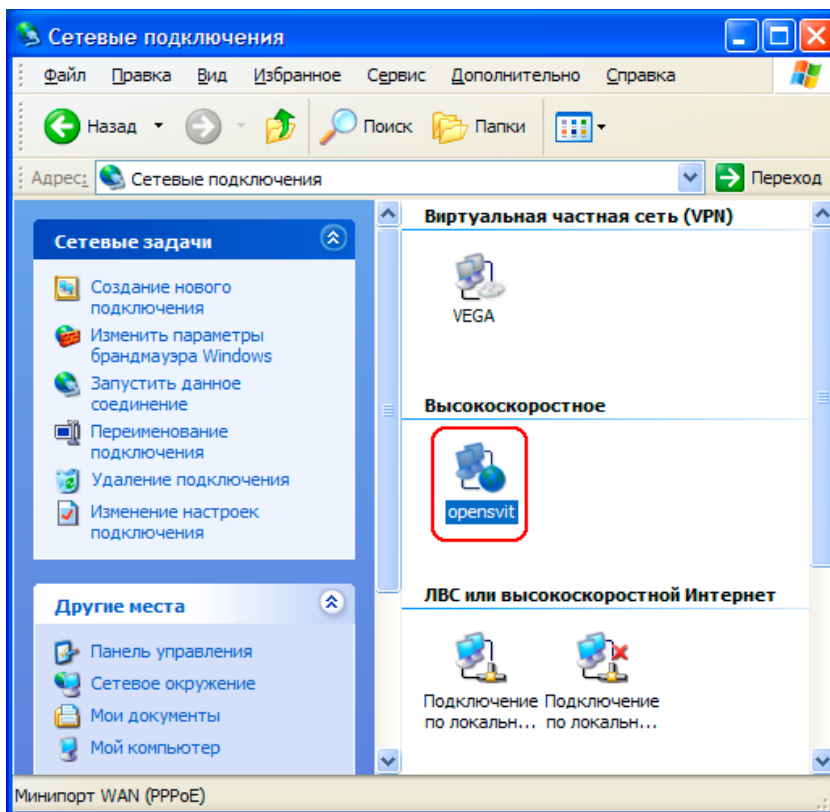 Сетевые подключения
Файл Правка Вид Избранное Сервис Дополнительно Справка
Назад Поиск Папки
Адрес: Сетевые подключения Переход
Сетевые задачи
Создание нового
подключения
Изменить параметры
брандмауэра Windows
Запустить данное
соединение
Переименование
подключения
Удаление подключения
Изменение настроек
подключения
Другие места
Панель управления
Сетевое окружение
Мои документы
Мой компьютер
Виртуальная частная сеть (VPN)
VEGA
Высокоскоростное
opensvit
ЛВС или высокоскоростной Интернет
Подключение Подключение
по локальн... по локальн...
Минипорт WAN (PPPoE)